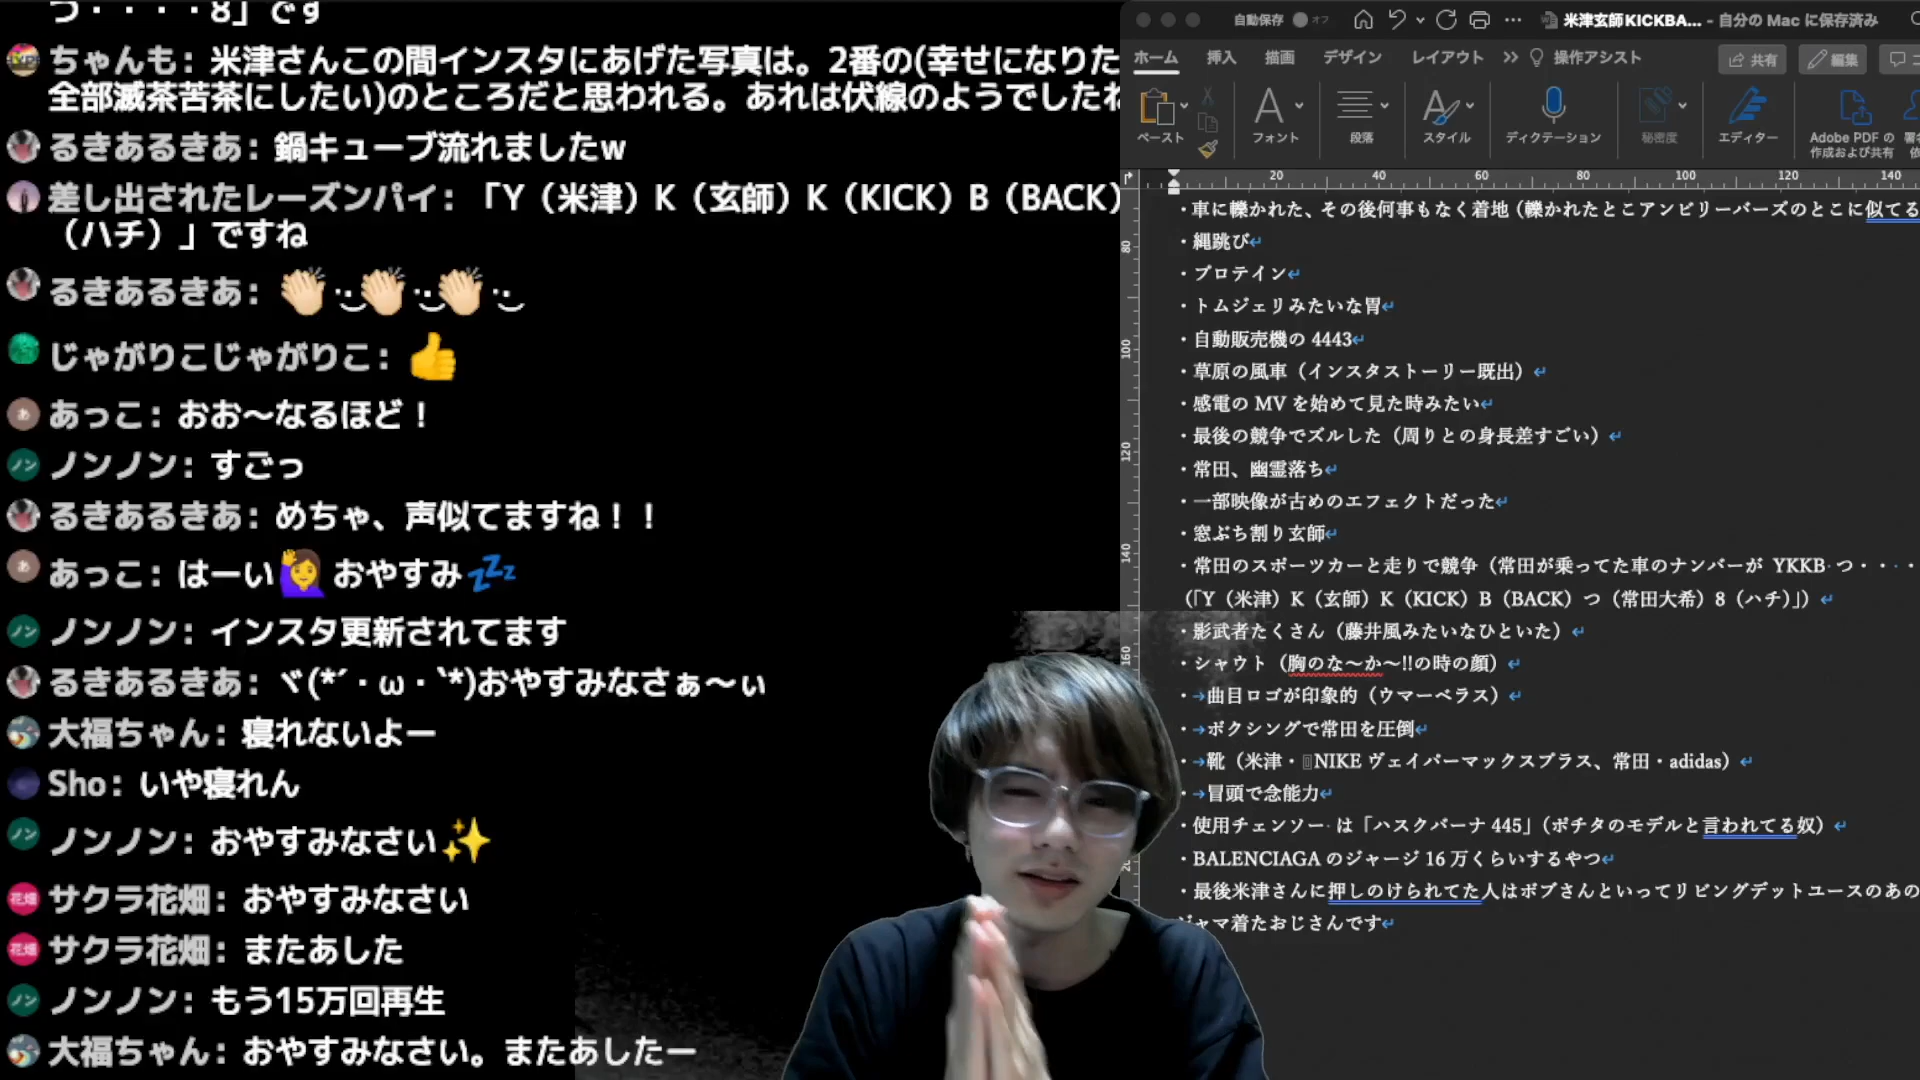 つ・・・・8」です
ちゃんも: 米津さんこの間インスタにあげた写真は。2番の(幸せになりた
全部滅茶苦茶にしたい)のところだと思われる。あれは伏線のようでしたね
るきあるきあ: 鍋キューブ流れましたw
差し出されたレーズンパイ: 「Y（米津）K（玄師）K（KICK）B（BACK）
（ハチ）」ですね
るきあるきあ: 👏🏻·͜·👏🏻·͜·👏🏻·͜·
じゃがりこじゃがりこ: 👍
あっこ: おお〜なるほど！
ノンノン: すごっ
るきあるきあ: めちゃ、声似てますね！！
あっこ: はーい🙋‍♀️おやすみ💤
ノンノン: インスタ更新されてます
るきあるきあ: ヾ(*´・ω・`*)おやすみなさぁ〜ぃ
大福ちゃん: 寝れないよー
Sho: いや寝れん
ノンノン: おやすみなさい✨
サクラ花畑: おやすみなさい
サクラ花畑: またあした
ノンノン: もう15万回再生
大福ちゃん: おやすみなさい。またあしたー
自動保存 オフ 米津玄師KICKBA... - 自分の Mac に保存済み
ホーム 挿入 描画 デザイン レイアウト >> 操作アシスト 共有 編集
ペースト フォント 段落 スタイル ディクテーション 秘密度 エディター Adobe PDF の
作成および共有
20 40 60 80 100 120 140
・車に轢かれた、その後何事もなく着地（轢かれたとこアンビリーバーズのとこに似てる
・縄跳び
・プロテイン
・トムジェリみたいな胃
・自動販売機の 4443
・草原の風車（インスタストーリー既出）
・感電の MV を始めて見た時みたい
・最後の競争でズルした（周りとの身長差すごい）
・常田、幽霊落ち
・一部映像が古めのエフェクトだった
・窓ぶち割り玄師
・常田のスポーツカーと走りで競争（常田が乗ってた車のナンバーが YKKB つ・・・
（「Y（米津）K（玄師）K（KICK）B（BACK）つ（常田大希）8（ハチ）」）
・影武者たくさん（藤井風みたいなひといた）
・シャウト（胸のな〜か〜!!の時の顔）
・→曲目ロゴが印象的（ウマーベラス）
・→ボクシングで常田を圧倒
・→靴（米津・NIKE ヴェイパーマックスプラス、常田・adidas）
・→冒頭で念能力
・使用チェンソー は「ハスクバーナ 445」（ポチタのモデルと言われてる奴）
・BALENCIAGA のジャージ 16 万くらいするやつ
・最後米津さんに押しのけられてた人はボブさんといってリビングデットユースのあの
ジャマ着たおじさんです
80
100
120
140
160